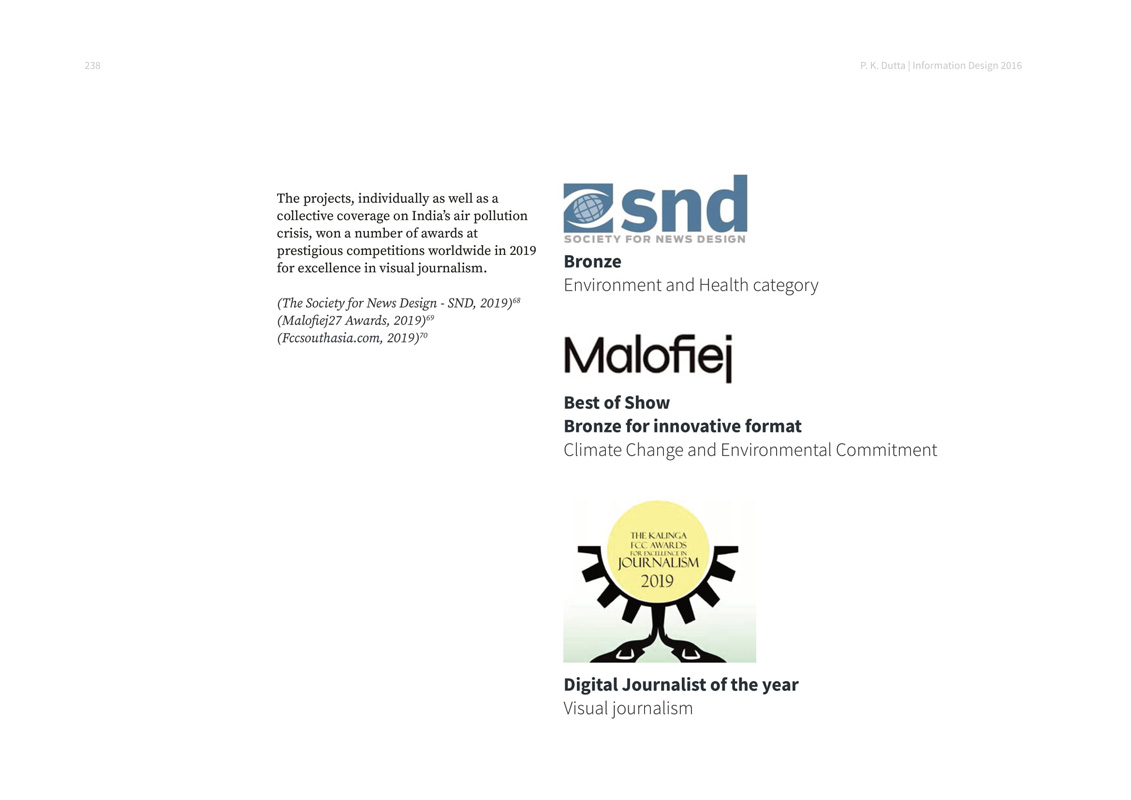 238
P. K. Dutta | Information Design 2016
The projects, individually as well as a
collective coverage on India’s air pollution
crisis, won a number of awards at
prestigious competitions worldwide in 2019
for excellence in visual journalism.
(The Society for News Design - SND, 2019)⁶⁸
(Malofiej27 Awards, 2019)⁶⁹
(Fccsouthasia.com, 2019)⁷⁰
snd
SOCIETY FOR NEWS DESIGN
Bronze
Environment and Health category
Malofiej
Best of Show
Bronze for innovative format
Climate Change and Environmental Commitment
THE KALINGA
FCC AWARDS
FOR EXCELLENCE IN
JOURNALISM
2019
Digital Journalist of the year
Visual journalism